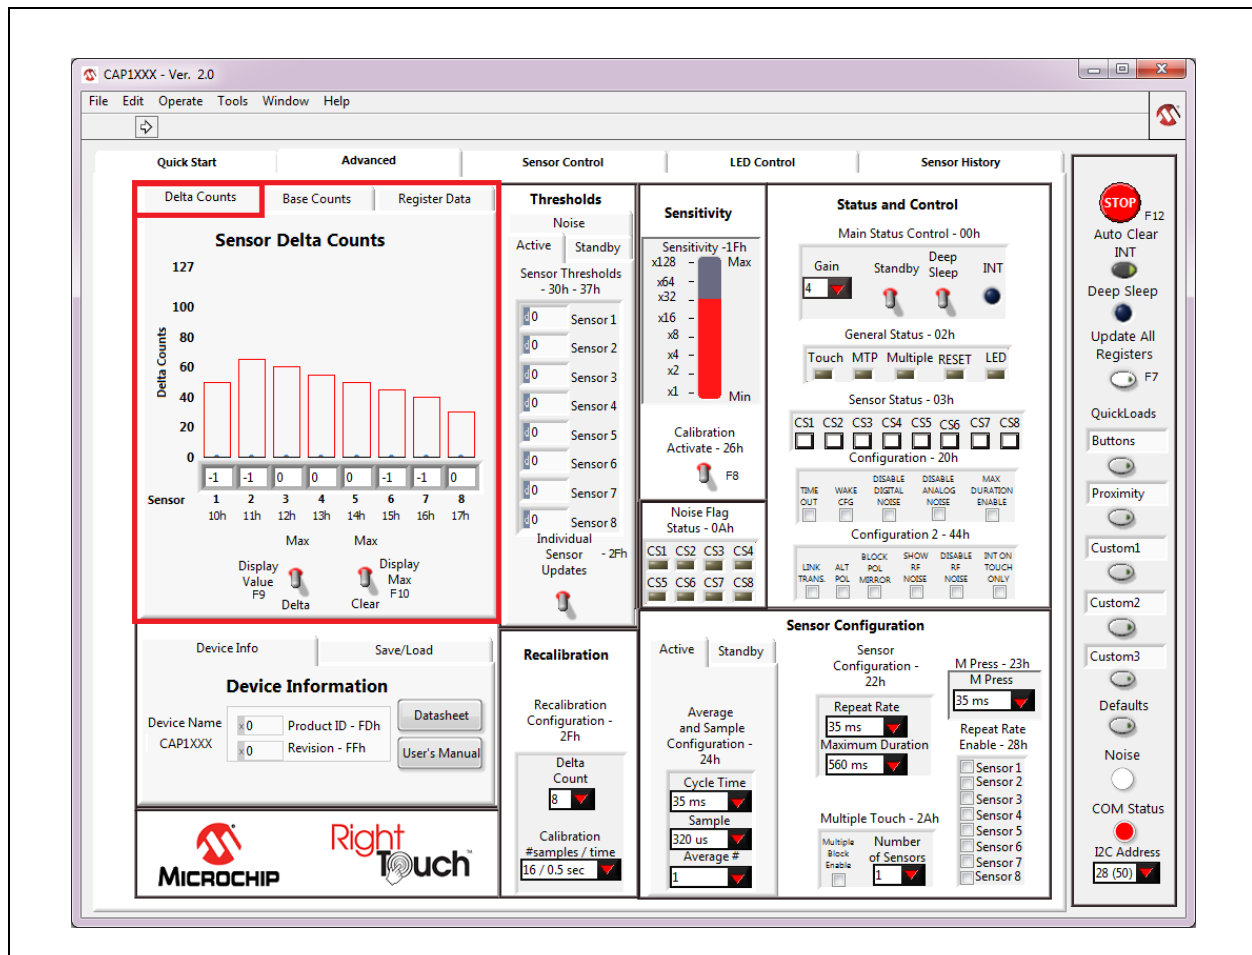 CAP1XXX - Ver. 2.0
File Edit Operate Tools Window Help
Quick Start Advanced Sensor Control LED Control Sensor History
Delta Counts Base Counts Register Data
Sensor Delta Counts
127
100
80
60
40
20
0
Delta Counts
-1 -1 0 0 0 -1 -1 0
Sensor 1 2 3 4 5 6 7 8
10h 11h 12h 13h 14h 15h 16h 17h
Max Max
Display
Value
F9
Delta
Display
Max
F10
Clear
Thresholds
Noise
Active Standby
Sensor Thresholds
- 30h - 37h
d 0 Sensor 1
d 0 Sensor 2
d 0 Sensor 3
d 0 Sensor 4
d 0 Sensor 5
d 0 Sensor 6
d 0 Sensor 7
d 0 Sensor 8
Individual
Sensor - 2Fh
Updates
Sensitivity
Sensitivity -1Fh
x128 Max
x64
x32
x16
x8
x4
x2
x1 Min
Calibration
Activate - 26h
F8
Noise Flag
Status - 0Ah
CS1 CS2 CS3 CS4
CS5 CS6 CS7 CS8
Status and Control
Main Status Control - 00h
Gain Standby Deep Sleep INT
4
General Status - 02h
Touch MTP Multiple RESET LED
Sensor Status - 03h
CS1 CS2 CS3 CS4 CS5 CS6 CS7 CS8
Configuration - 20h
TIME OUT
WAKE CFG
DISABLE DIGITAL NOISE
DISABLE ANALOG NOISE
MAX DURATION ENABLE
Configuration 2 - 44h
LINK TRANS.
ALT POL
BLOCK POL MIRROR
SHOW RF NOISE
DISABLE RF NOISE
INT ON TOUCH ONLY
Device Info Save/Load
Device Information
Device Name
CAP1XXX
x 0 Product ID - FDh
x 0 Revision - FFh
Datasheet
User's Manual
MICROCHIP
Right Touch
Recalibration
Recalibration
Configuration -
2Fh
Delta
Count
8
Calibration
#samples / time
16 / 0.5 sec
Sensor Configuration
Active Standby
Average
and Sample
Configuration -
24h
Cycle Time
35 ms
Sample
320 us
Average #
1
Sensor
Configuration -
22h
Repeat Rate
35 ms
Maximum Duration
560 ms
Multiple Touch - 2Ah
Multiple Block Enable
Number of Sensors
1
M Press - 23h
M Press
35 ms
Repeat Rate
Enable - 28h
Sensor 1
Sensor 2
Sensor 3
Sensor 4
Sensor 5
Sensor 6
Sensor 7
Sensor 8
STOP F12
Auto Clear
INT
Deep Sleep
Update All
Registers
F7
QuickLoads
Buttons
Proximity
Custom1
Custom2
Custom3
Defaults
Noise
COM Status
I2C Address
28 (50)